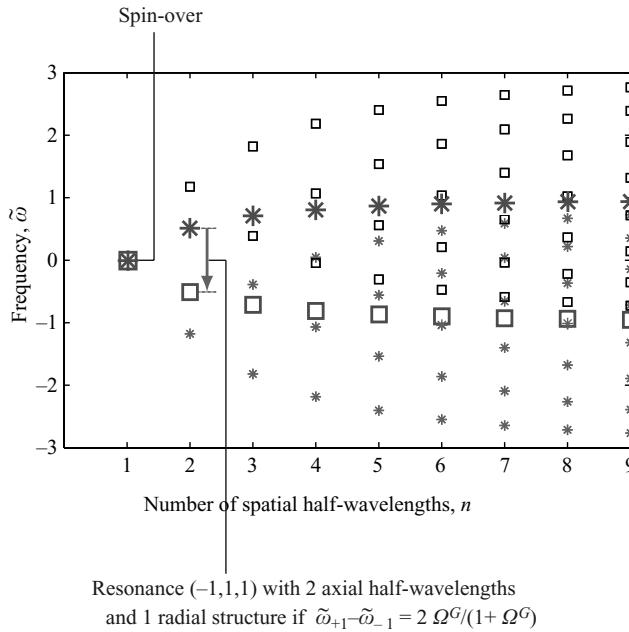 Spin-over
3
2
1
0
–1
–2
–3
Frequency, ω̃
1 2 3 4 5 6 7 8 9
Number of spatial half-wavelengths, n
Resonance (–1,1,1) with 2 axial half-wavelengths
and 1 radial structure if ω̃+1–ω̃–1 = 2 Ω^G/(1+ Ω^G)